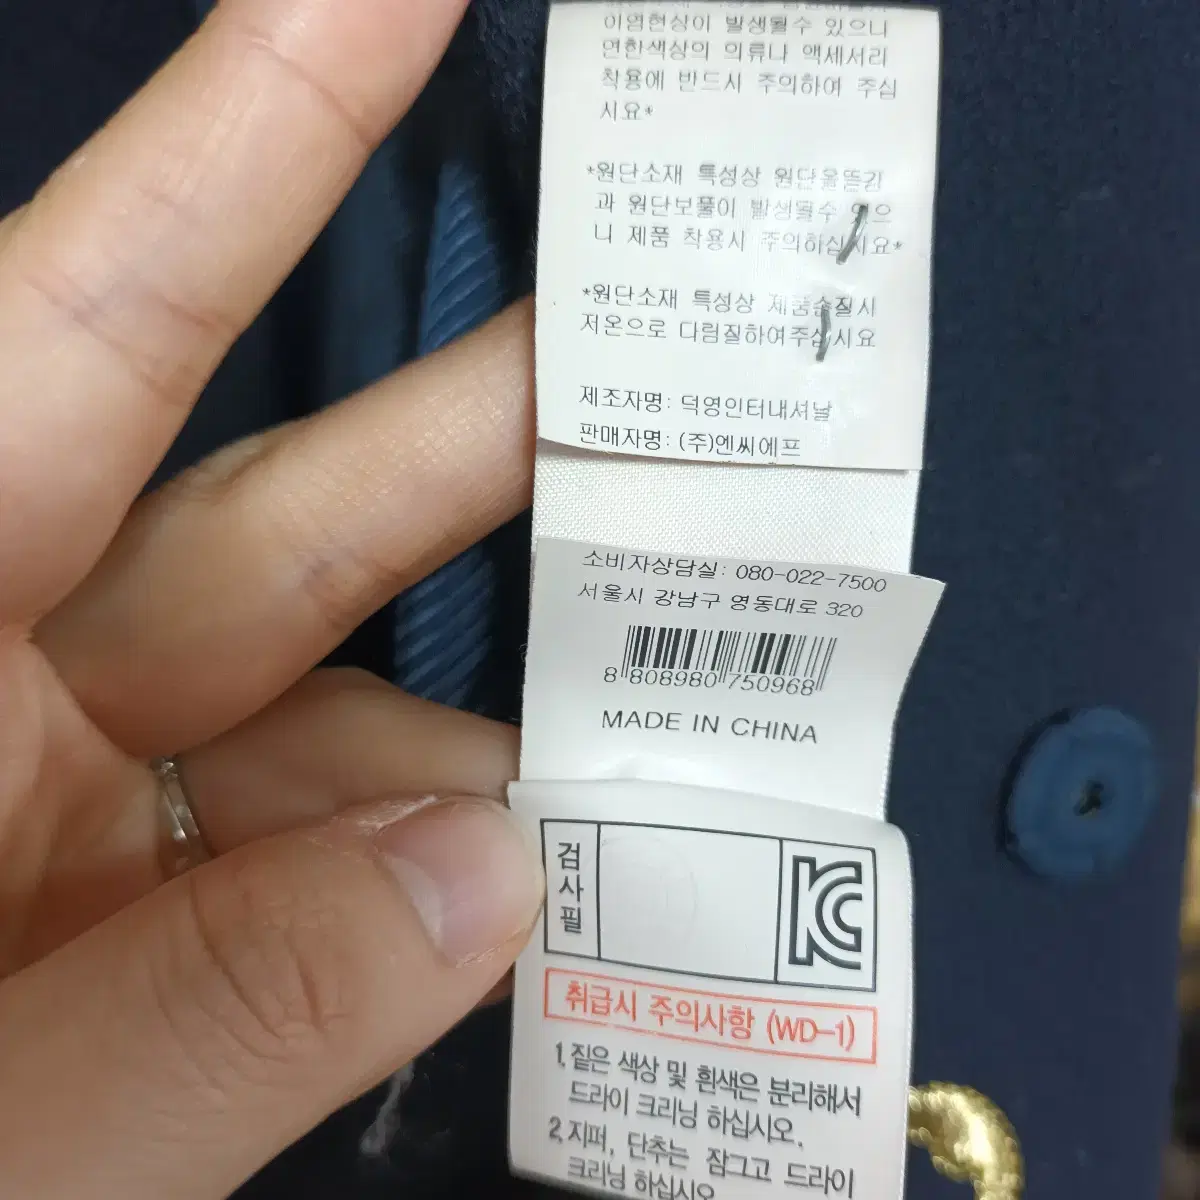 이염현상이 발생될수 있으니
연한색상의 의류나 액세서리
착용에 반드시 주의하여 주십
시요*
*원단소재 특성상 원단올뜯김
과 원단보풀이 발생될수 있으
니 제품 착용시 주의하십시요*
*원단소재 특성상 제품손질시
저온으로 다림질하여주십시요
제조자명: 덕영인터내셔날
판매자명: (주)엔씨에프
소비자상담실: 080-022-7500
서울시 강남구 영동대로 320
8 808980 750968
MADE IN CHINA
검사필
KC
취급시 주의사항 (WD-1)
1. 짙은 색상 및 흰색은 분리해서
드라이 크리닝 하십시오.
2. 지퍼, 단추는 잠그고 드라이
크리닝 하십시오